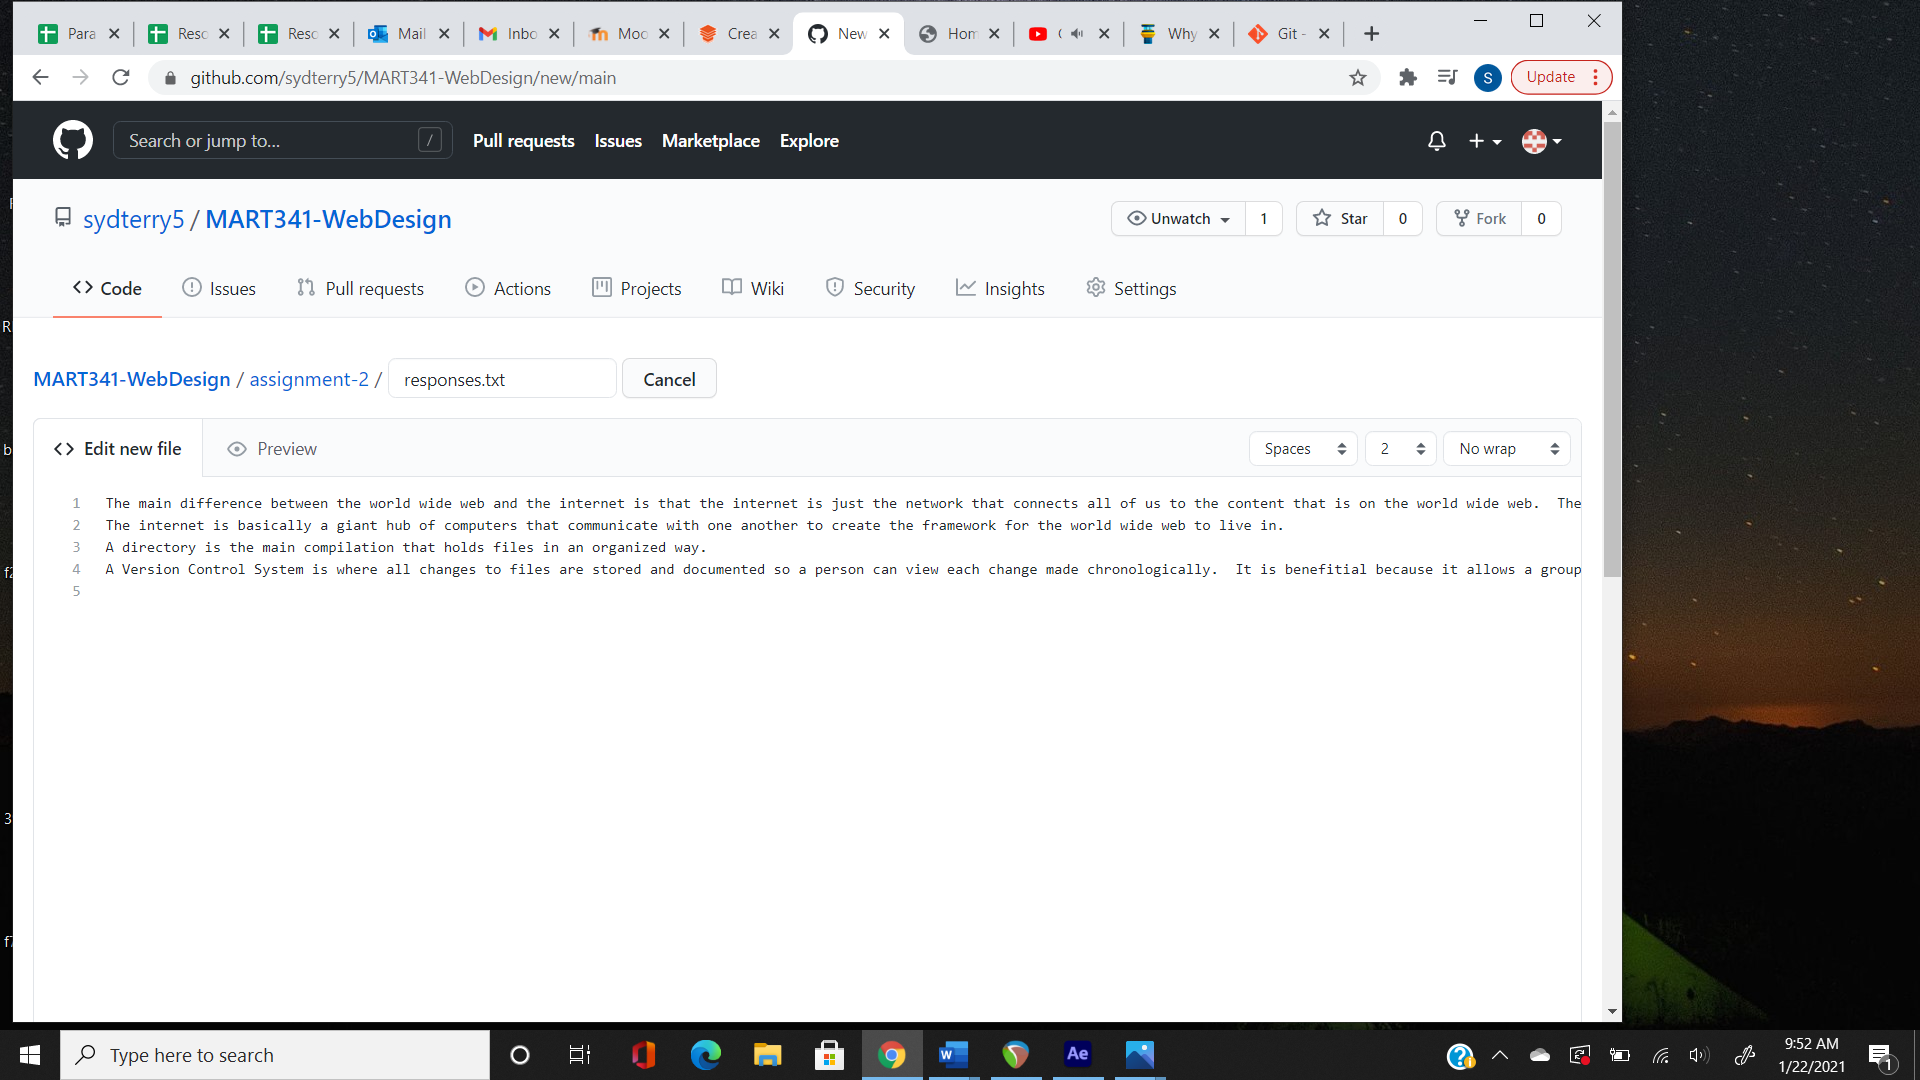 Para Resc Resc Mail Inbo Moo Crea New Hom Why Git -
github.com/sydterry5/MART341-WebDesign/new/main S Update
Search or jump to... / Pull requests Issues Marketplace Explore
sydterry5 / MART341-WebDesign Unwatch 1 Star 0 Fork 0
Code Issues Pull requests Actions Projects Wiki Security Insights Settings
MART341-WebDesign / assignment-2 / responses.txt Cancel
Edit new file Preview Spaces 2 No wrap
1 The main difference between the world wide web and the internet is that the internet is just the network that connects all of us to the content that is on the world wide web.  The
2 The internet is basically a giant hub of computers that communicate with one another to create the framework for the world wide web to live in.
3 A directory is the main compilation that holds files in an organized way.
4 A Version Control System is where all changes to files are stored and documented so a person can view each change made chronologically.  It is benefitial because it allows a group
5
Type here to search W Ae 9:52 AM
1/22/2021 1